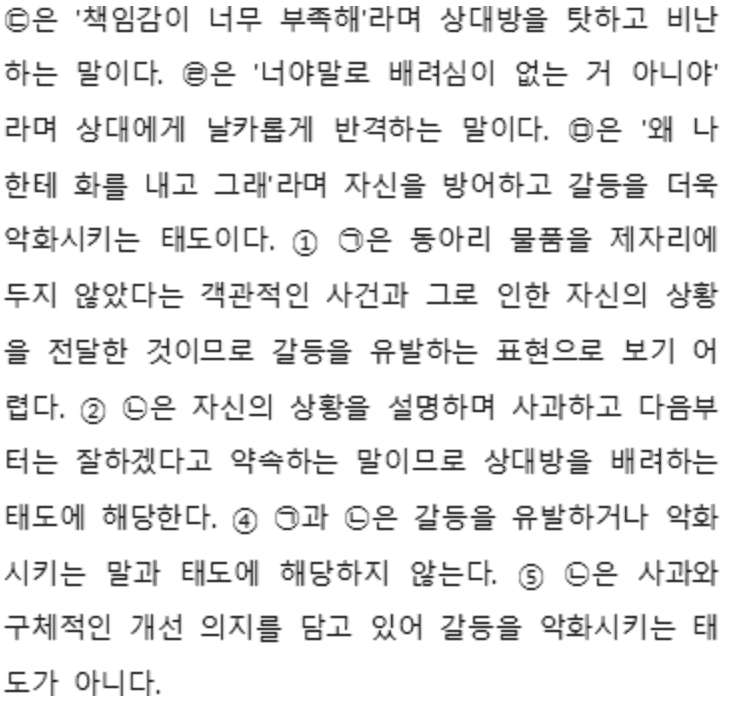 ㉢은 '책임감이 너무 부족해'라며 상대방을 탓하고 비난
하는 말이다. ㉣은 '너야말로 배려심이 없는 거 아니야'
라며 상대에게 날카롭게 반격하는 말이다. ㉤은 '왜 나
한테 화를 내고 그래'라며 자신을 방어하고 갈등을 더욱
악화시키는 태도이다. ① ㉠은 동아리 물품을 제자리에
두지 않았다는 객관적인 사건과 그로 인한 자신의 상황
을 전달한 것이므로 갈등을 유발하는 표현으로 보기 어
렵다. ② ㉡은 자신의 상황을 설명하며 사과하고 다음부
터는 잘하겠다고 약속하는 말이므로 상대방을 배려하는
태도에 해당한다. ④ ㉠과 ㉡은 갈등을 유발하거나 악화
시키는 말과 태도에 해당하지 않는다. ⑤ ㉡은 사과와
구체적인 개선 의지를 담고 있어 갈등을 악화시키는 태
도가 아니다.